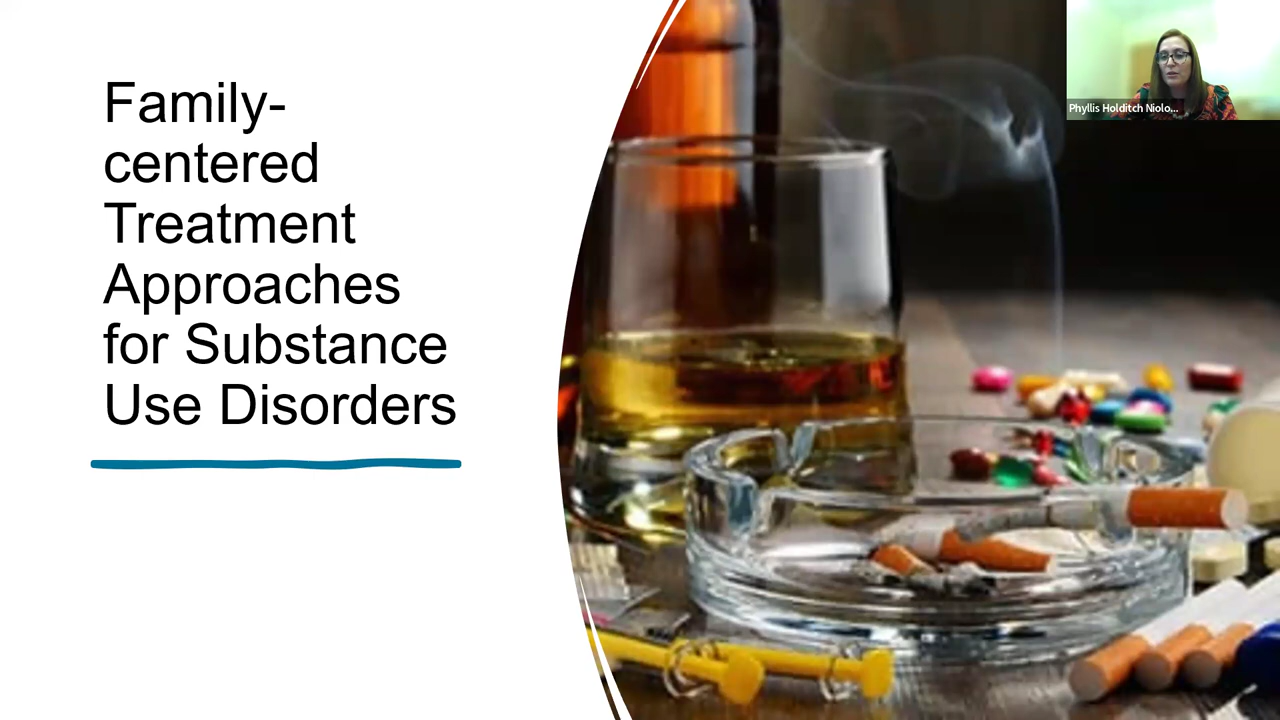 Family-
centered
Treatment
Approaches
for Substance
Use Disorders
Phyllis Holditch Niolo...